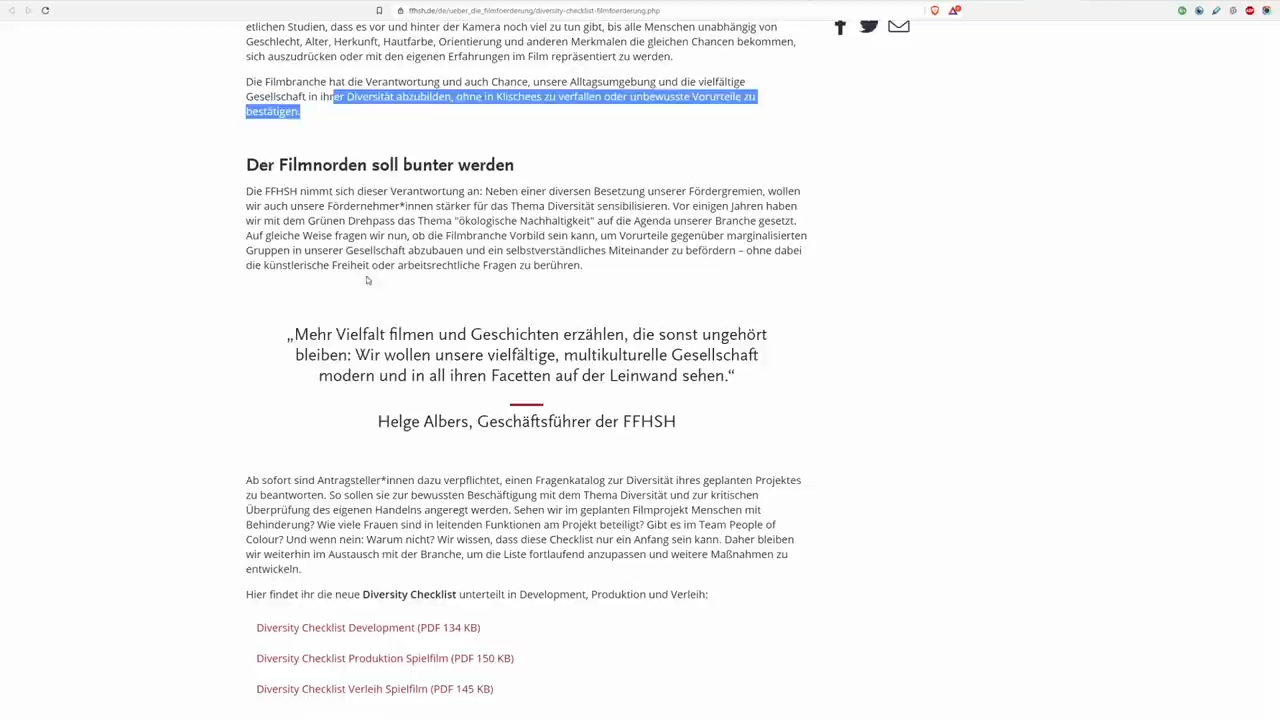 ffhsh.de/de/ueber_die_filmfoerderung/diversity-checklist-filmfoerderung.php
etlichen Studien, dass es vor und hinter der Kamera noch viel zu tun gibt, bis alle Menschen unabhängig von
Geschlecht, Alter, Herkunft, Hautfarbe, Orientierung und anderen Merkmalen die gleichen Chancen bekommen,
sich auszudrücken oder mit den eigenen Erfahrungen im Film repräsentiert zu werden.
Die Filmbranche hat die Verantwortung und auch Chance, unsere Alltagsumgebung und die vielfältige
Gesellschaft in ihrer Diversität abzubilden, ohne in Klischees zu verfallen oder unbewusste Vorurteile zu
bestätigen.
Der Filmnorden soll bunter werden
Die FFHSH nimmt sich dieser Verantwortung an: Neben einer diversen Besetzung unserer Fördergremien, wollen
wir auch unsere Fördernehmer*innen stärker für das Thema Diversität sensibilisieren. Vor einigen Jahren haben
wir mit dem Grünen Drehpass das Thema "ökologische Nachhaltigkeit" auf die Agenda unserer Branche gesetzt.
Auf gleiche Weise fragen wir nun, ob die Filmbranche Vorbild sein kann, um Vorurteile gegenüber marginalisierten
Gruppen in unserer Gesellschaft abzubauen und ein selbstverständliches Miteinander zu befördern – ohne dabei
die künstlerische Freiheit oder arbeitsrechtliche Fragen zu berühren.
„Mehr Vielfalt filmen und Geschichten erzählen, die sonst ungehört
bleiben: Wir wollen unsere vielfältige, multikulturelle Gesellschaft
modern und in all ihren Facetten auf der Leinwand sehen.“
Helge Albers, Geschäftsführer der FFHSH
Ab sofort sind Antragsteller*innen dazu verpflichtet, einen Fragenkatalog zur Diversität ihres geplanten Projektes
zu beantworten. So sollen sie zur bewussten Beschäftigung mit dem Thema Diversität und zur kritischen
Überprüfung des eigenen Handelns angeregt werden. Sehen wir im geplanten Filmprojekt Menschen mit
Behinderung? Wie viele Frauen sind in leitenden Funktionen am Projekt beteiligt? Gibt es im Team People of
Colour? Und wenn nein: Warum nicht? Wir wissen, dass diese Checklist nur ein Anfang sein kann. Daher bleiben
wir weiterhin im Austausch mit der Branche, um die Liste fortlaufend anzupassen und weitere Maßnahmen zu
entwickeln.
Hier findet ihr die neue Diversity Checklist unterteilt in Development, Produktion und Verleih:
Diversity Checklist Development (PDF 134 KB)
Diversity Checklist Produktion Spielfilm (PDF 150 KB)
Diversity Checklist Verleih Spielfilm (PDF 145 KB)